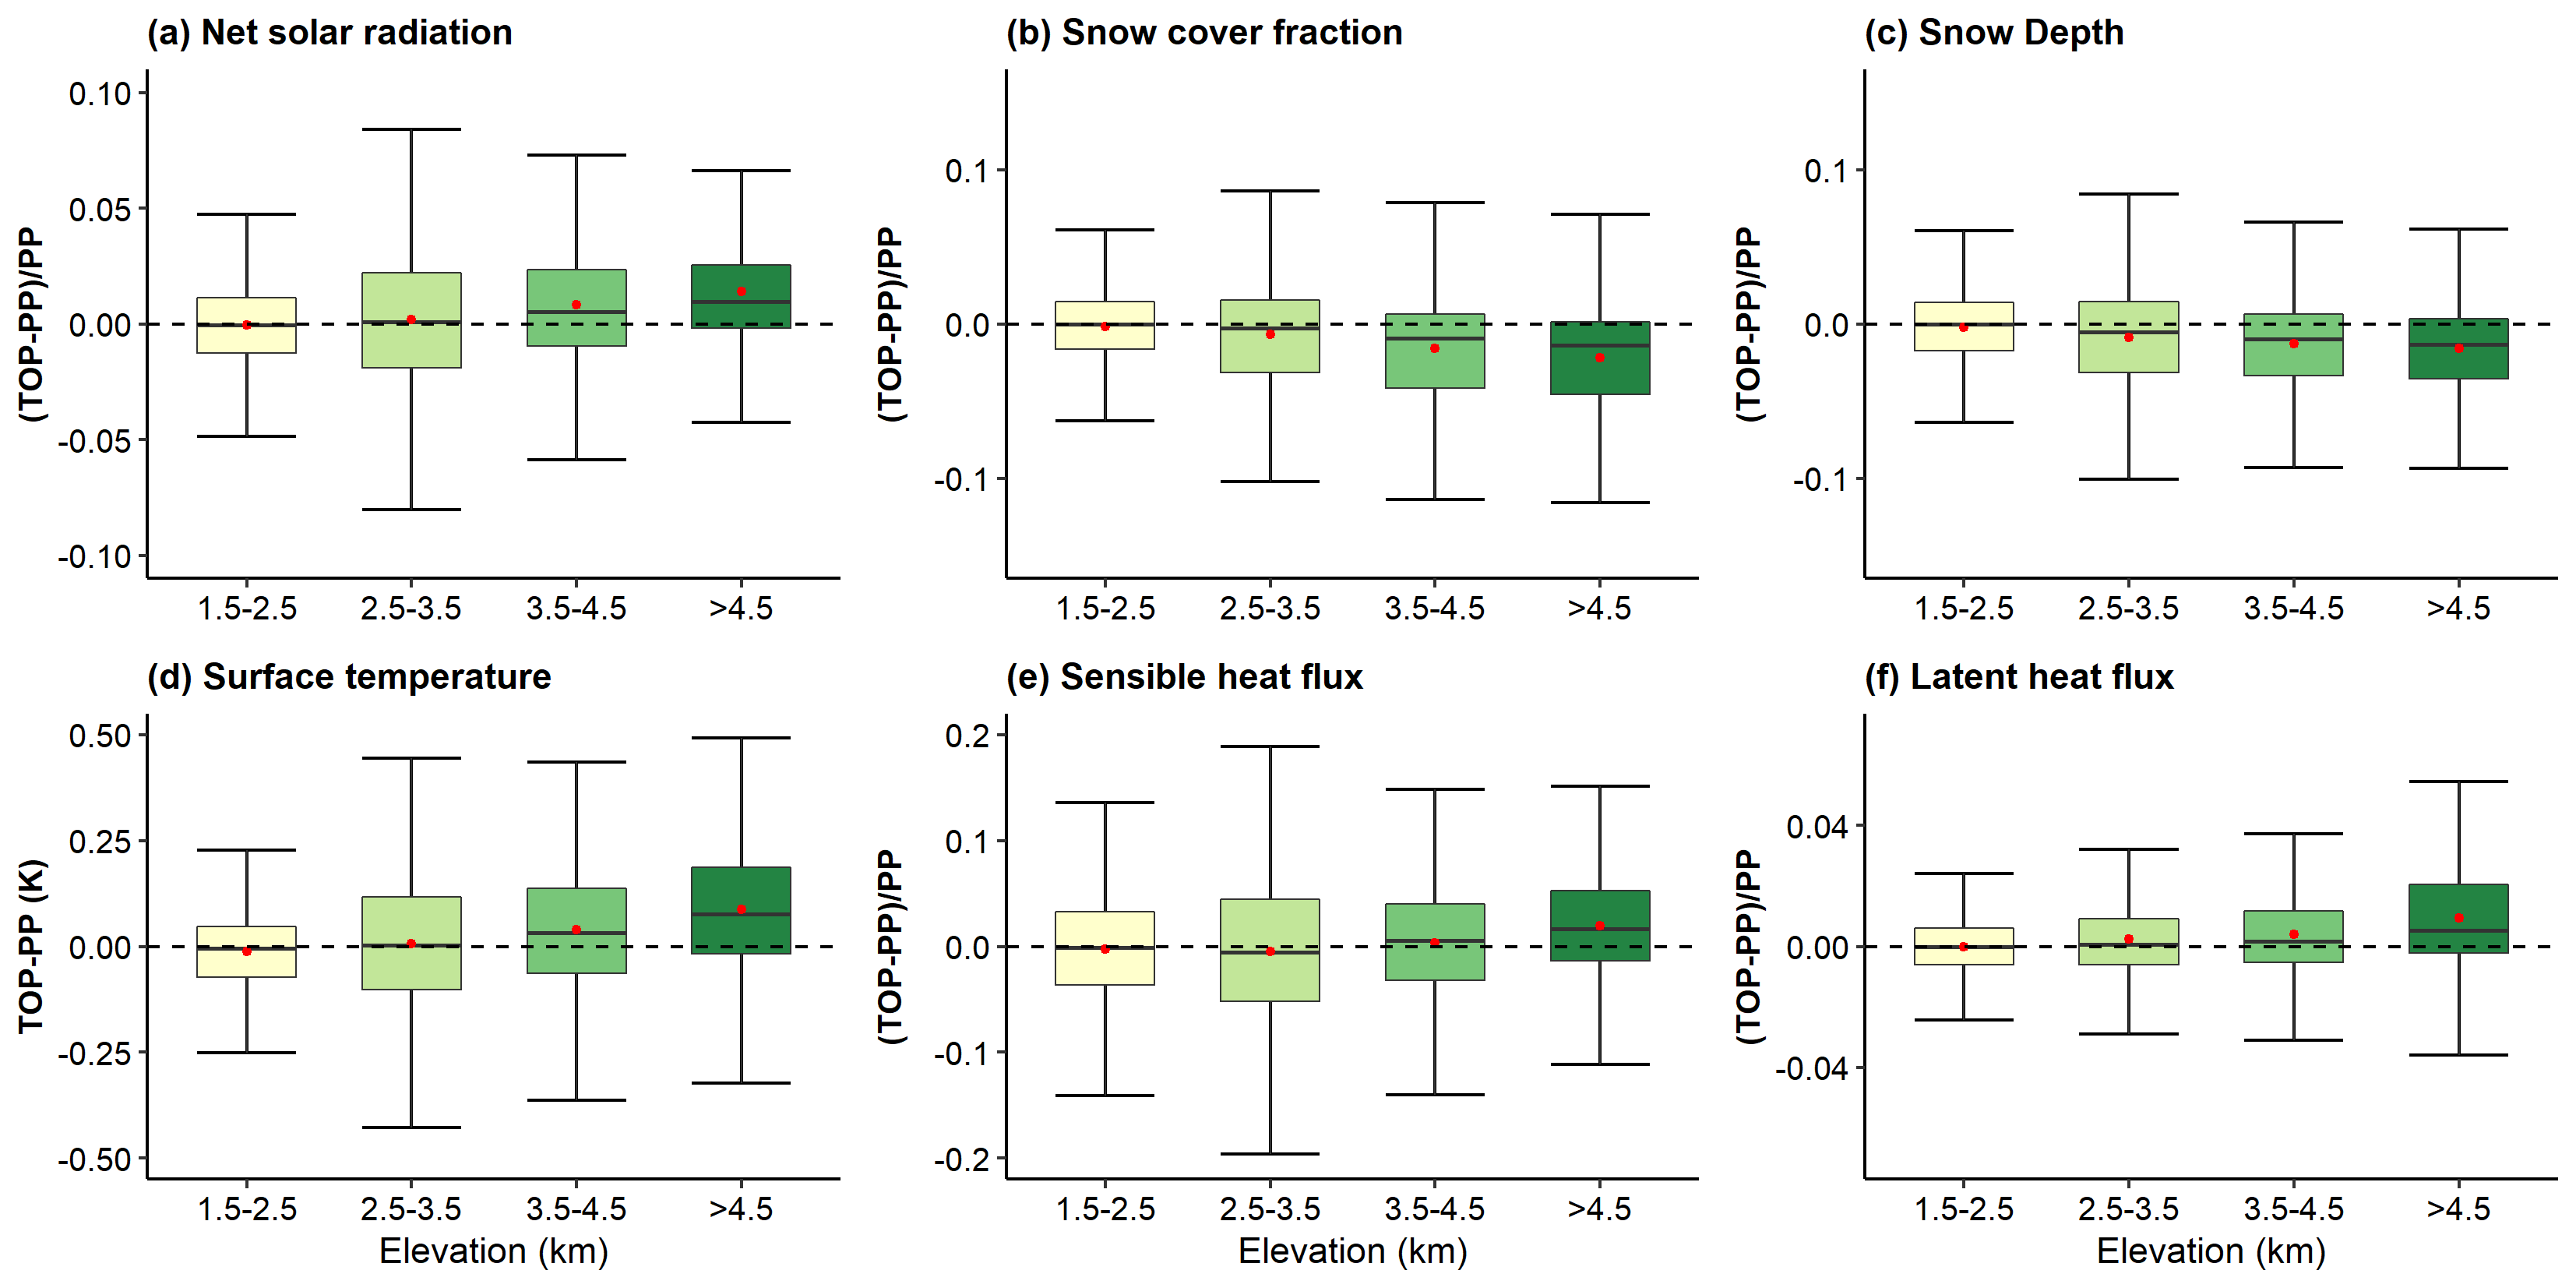 (a) Net solar radiation
(TOP-PP)/PP
0.10
0.05
0.00
-0.05
-0.10
1.5-2.5 2.5-3.5 3.5-4.5 >4.5
(b) Snow cover fraction
(TOP-PP)/PP
0.1
0.0
-0.1
1.5-2.5 2.5-3.5 3.5-4.5 >4.5
(c) Snow Depth
(TOP-PP)/PP
0.1
0.0
-0.1
1.5-2.5 2.5-3.5 3.5-4.5 >4.5
(d) Surface temperature
TOP-PP (K)
0.50
0.25
0.00
-0.25
-0.50
1.5-2.5 2.5-3.5 3.5-4.5 >4.5
Elevation (km)
(e) Sensible heat flux
(TOP-PP)/PP
0.2
0.1
0.0
-0.1
-0.2
1.5-2.5 2.5-3.5 3.5-4.5 >4.5
Elevation (km)
(f) Latent heat flux
(TOP-PP)/PP
0.04
0.00
-0.04
1.5-2.5 2.5-3.5 3.5-4.5 >4.5
Elevation (km)